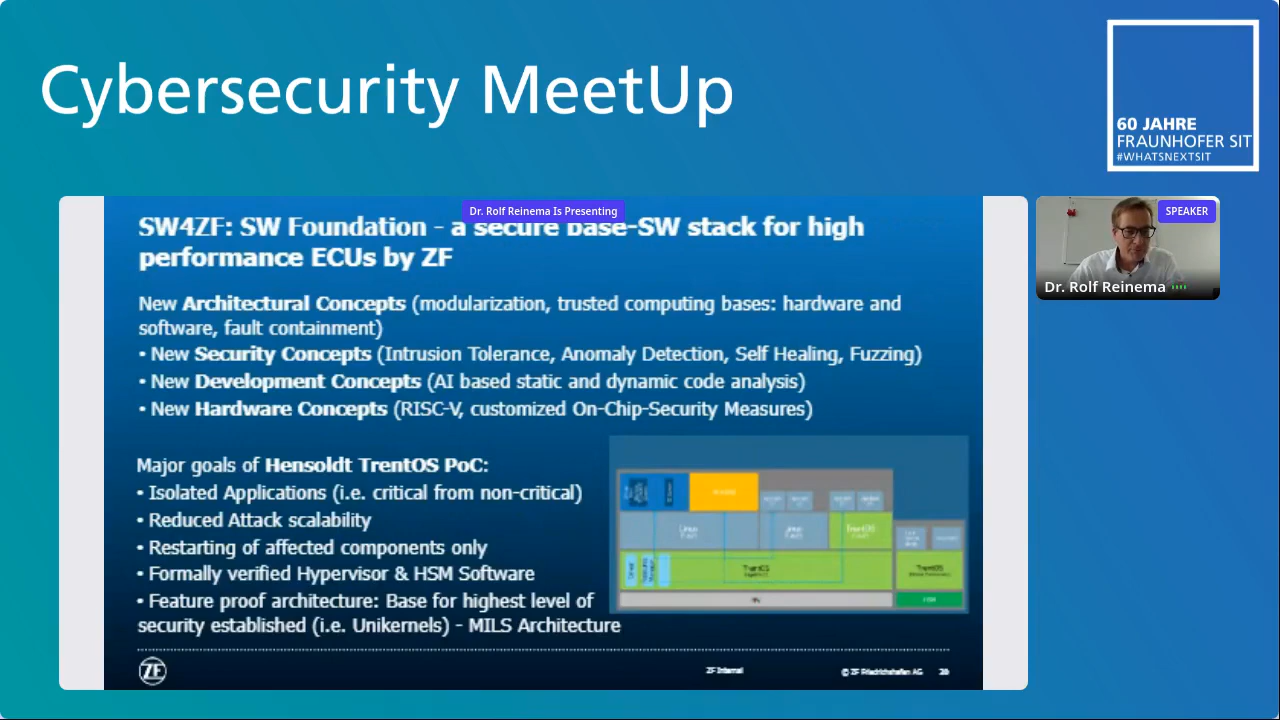 Cybersecurity MeetUp
60 JAHRE
FRAUNHOFER SIT
#WHATSNEXTSIT
Dr. Rolf Reinema Is Presenting
SW4ZF: SW Foundation - a secure base-SW stack for high
performance ECUs by ZF
New Architectural Concepts (modularization, trusted computing bases: hardware and
software, fault containment)
• New Security Concepts (Intrusion Tolerance, Anomaly Detection, Self Healing, Fuzzing)
• New Development Concepts (AI based static and dynamic code analysis)
• New Hardware Concepts (RISC-V, customized On-Chip-Security Measures)
Major goals of Hensoldt TrentOS PoC:
• Isolated Applications (i.e. critical from non-critical)
• Reduced Attack scalability
• Restarting of affected components only
• Formally verified Hypervisor & HSM Software
• Feature proof architecture: Base for highest level of
security established (i.e. Unikernels) - MILS Architecture
Linux
Linux
TrentOS
TrentOS
TrentOS
ZF
ZF Internal
© ZF Friedrichshafen AG
20
SPEAKER
Dr. Rolf Reinema